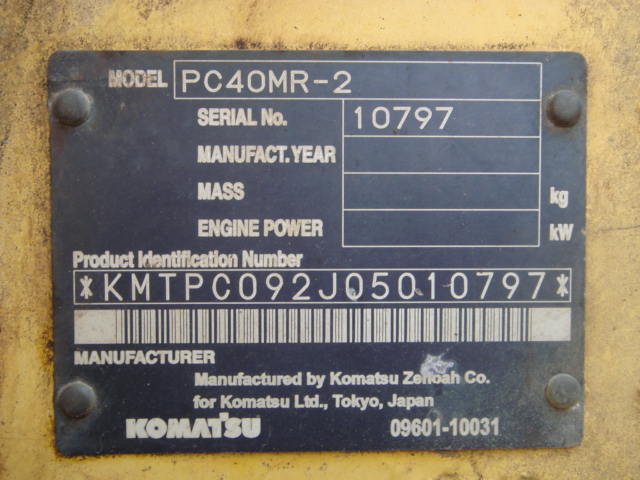 MODEL PC40MR-2
SERIAL No. 10797
MANUFACT.YEAR
MASS kg
ENGINE POWER kW
Product Identification Number
*KMTPC092J05010797*
MANUFACTURER
Manufactured by Komatsu Zenoah Co.
for Komatsu Ltd., Tokyo, Japan
KOMATSU 09601-10031